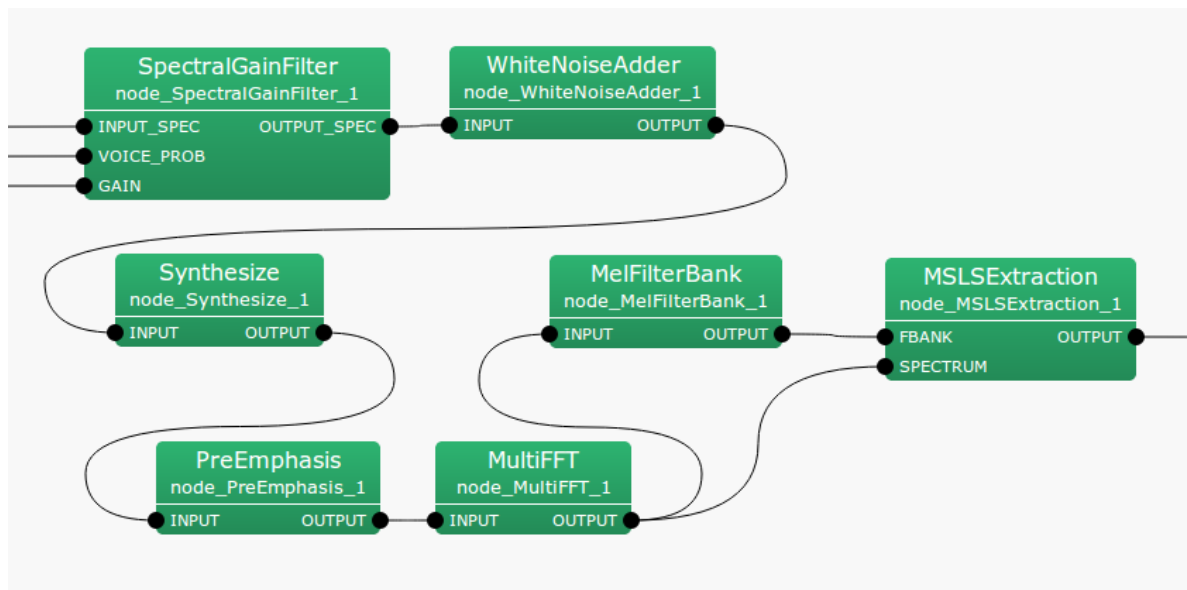 SpectralGainFilter
node_SpectralGainFilter_1
INPUT_SPEC OUTPUT_SPEC
VOICE_PROB
GAIN
WhiteNoiseAdder
node_WhiteNoiseAdder_1
INPUT OUTPUT
Synthesize
node_Synthesize_1
INPUT OUTPUT
MelFilterBank
node_MelFilterBank_1
INPUT OUTPUT
MSLSExtraction
node_MSLSExtraction_1
FBANK OUTPUT
SPECTRUM
PreEmphasis
node_PreEmphasis_1
INPUT OUTPUT
MultiFFT
node_MultiFFT_1
INPUT OUTPUT